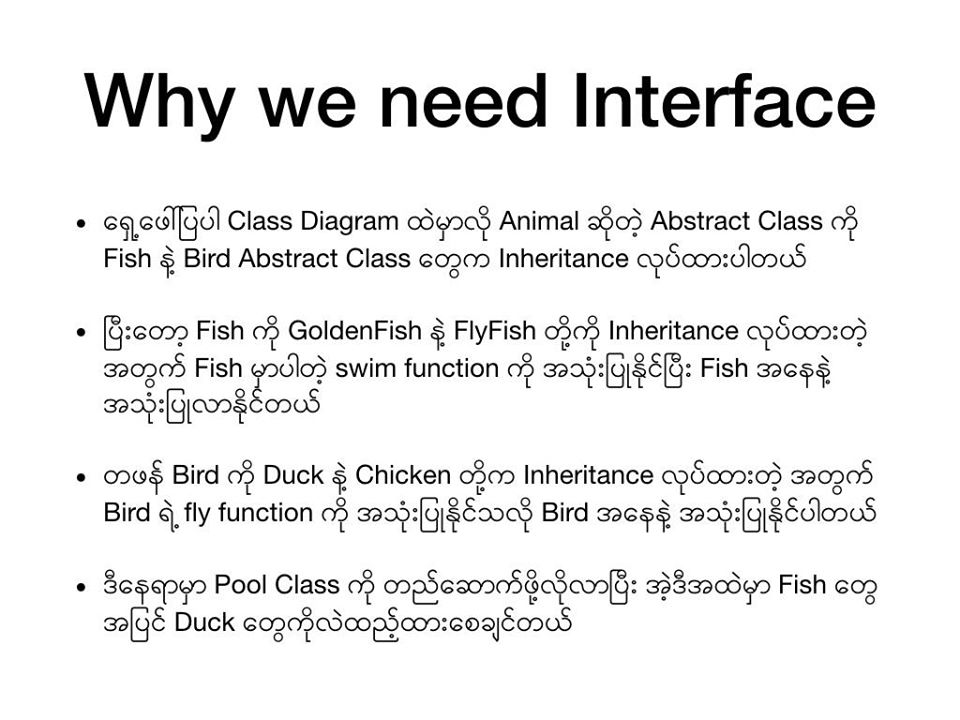 Why we need Interface
• ရှေ့ဖေါ်ပြပါ Class Diagram ထဲမှာလို Animal ဆိုတဲ့ Abstract Class ကို
Fish နဲ့ Bird Abstract Class တွေက Inheritance လုပ်ထားပါတယ်
• ပြီးတော့ Fish ကို GoldenFish နဲ့ FlyFish တို့ကို Inheritance လုပ်ထားတဲ့
အတွက် Fish မှာပါတဲ့ swim function ကို အသုံးပြုနိုင်ပြီး Fish အနေနဲ့
အသုံးပြုလာနိုင်တယ်
• တဖန် Bird ကို Duck နဲ့ Chicken တို့က Inheritance လုပ်ထားတဲ့ အတွက်
Bird ရဲ့ fly function ကို အသုံးပြုနိုင်သလို Bird အနေနဲ့ အသုံးပြုနိုင်ပါတယ်
• ဒီနေရာမှာ Pool Class ကို တည်ဆောက်ဖို့လိုလာပြီး အဲ့ဒီအထဲမှာ Fish တွေ
အပြင် Duck တွေကိုလဲထည့်ထားစေချင်တယ်